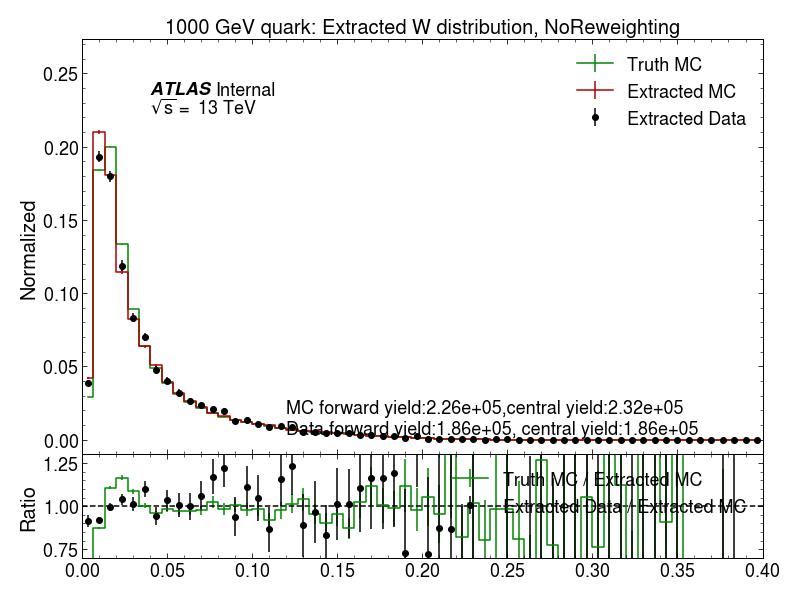 1000 GeV quark: Extracted W distribution, NoReweighting
0.25
0.20
0.15
0.10
0.05
0.00
Normalized
ATLAS Internal
√s = 13 TeV
Truth MC
Extracted MC
Extracted Data
MC forward yield:2.26e+05,central yield:2.32e+05
Data forward yield:1.86e+05, central yield:1.86e+05
1.25
1.00
0.75
Ratio
Truth MC / Extracted MC
Extracted Data / Extracted MC
0.00 0.05 0.10 0.15 0.20 0.25 0.30 0.35 0.40